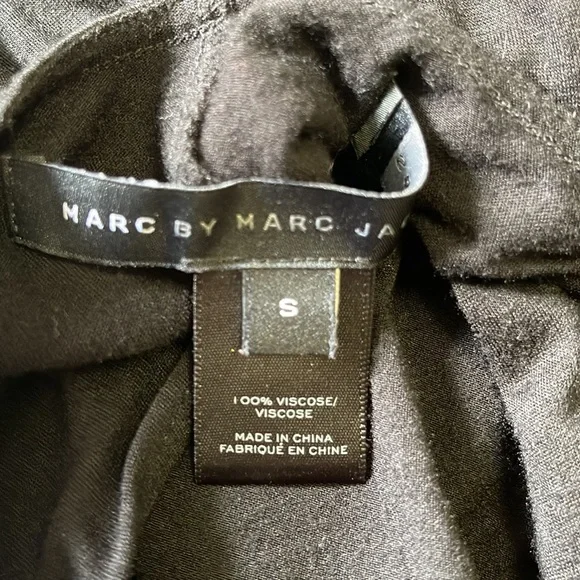 MARC BY MARC JA
S
100% VISCOSE/
VISCOSE
MADE IN CHINA
FABRIQUÉ EN CHINE